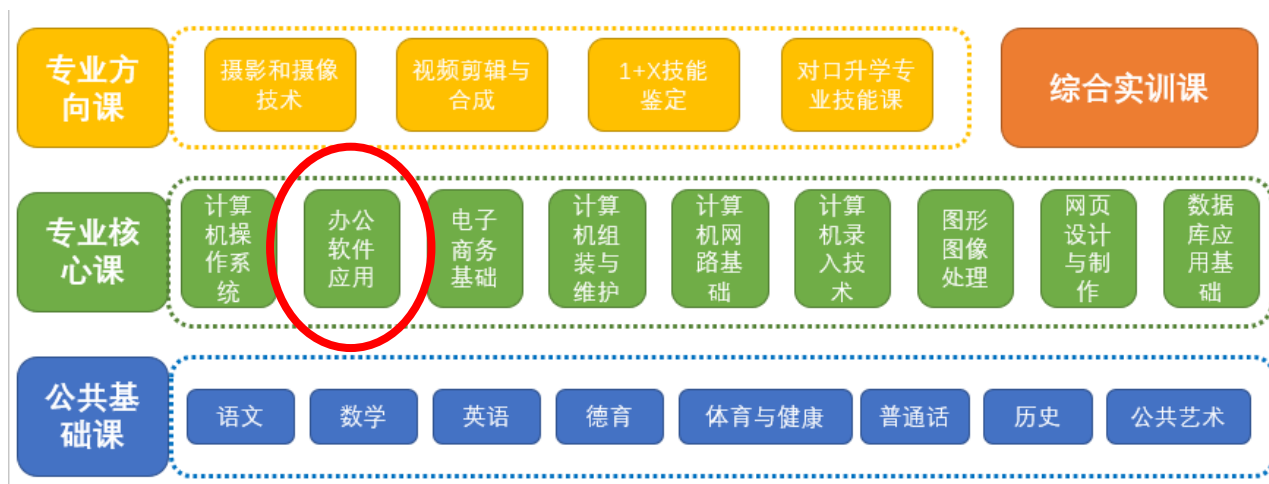 专业方
向课
摄影和摄像
技术
视频剪辑与
合成
1+X技能
鉴定
对口升学专
业技能课
综合实训课
专业核
心课
计算
机操
作系
统
办公
软件
应用
电子
商务
基础
计算
机组
装与
维护
计算
机网
路基
础
计算
机录
入技
术
图形
图像
处理
网页
设计
与制
作
数据
库应
用基
础
公共基
础课
语文
数学
英语
德育
体育与健康
普通话
历史
公共艺术